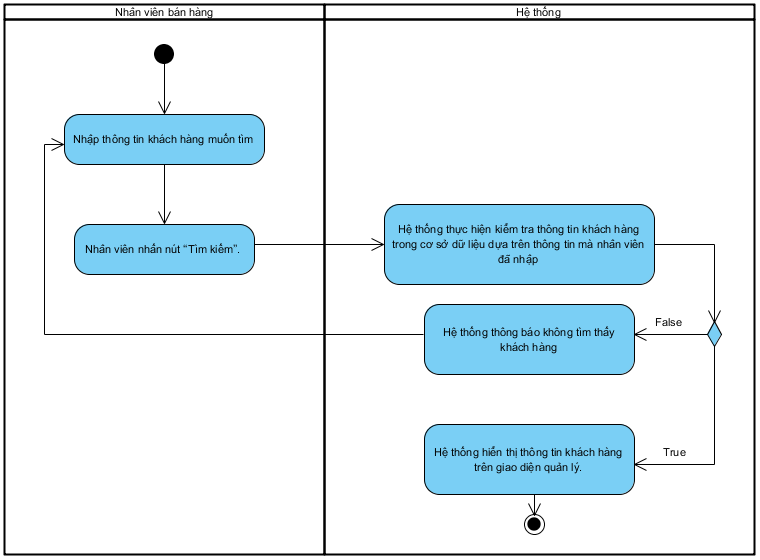 Nhân viên bán hàng
Hệ thống
Nhập thông tin khách hàng muốn tìm
Nhân viên nhấn nút “Tìm kiếm”.
Hệ thống thực hiện kiểm tra thông tin khách hàng
trong cơ sở dữ liệu dựa trên thông tin mà nhân viên
đã nhập
False
Hệ thống thông báo không tìm thấy
khách hàng
True
Hệ thống hiển thị thông tin khách hàng
trên giao diện quản lý.